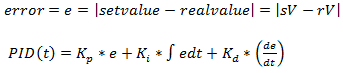 error = e = |setvalue − realvalue| = |sV − rV|
PID(t) = K_p * e + K_i * ∫ edt + K_d * (de/dt)